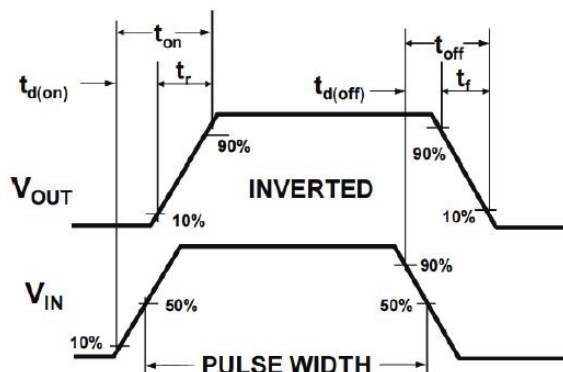 t_on
t_off
t_d(on)
t_r
t_d(off)
t_f
90%
90%
V_OUT
INVERTED
10%
10%
90%
V_IN
50%
50%
10%
PULSE WIDTH